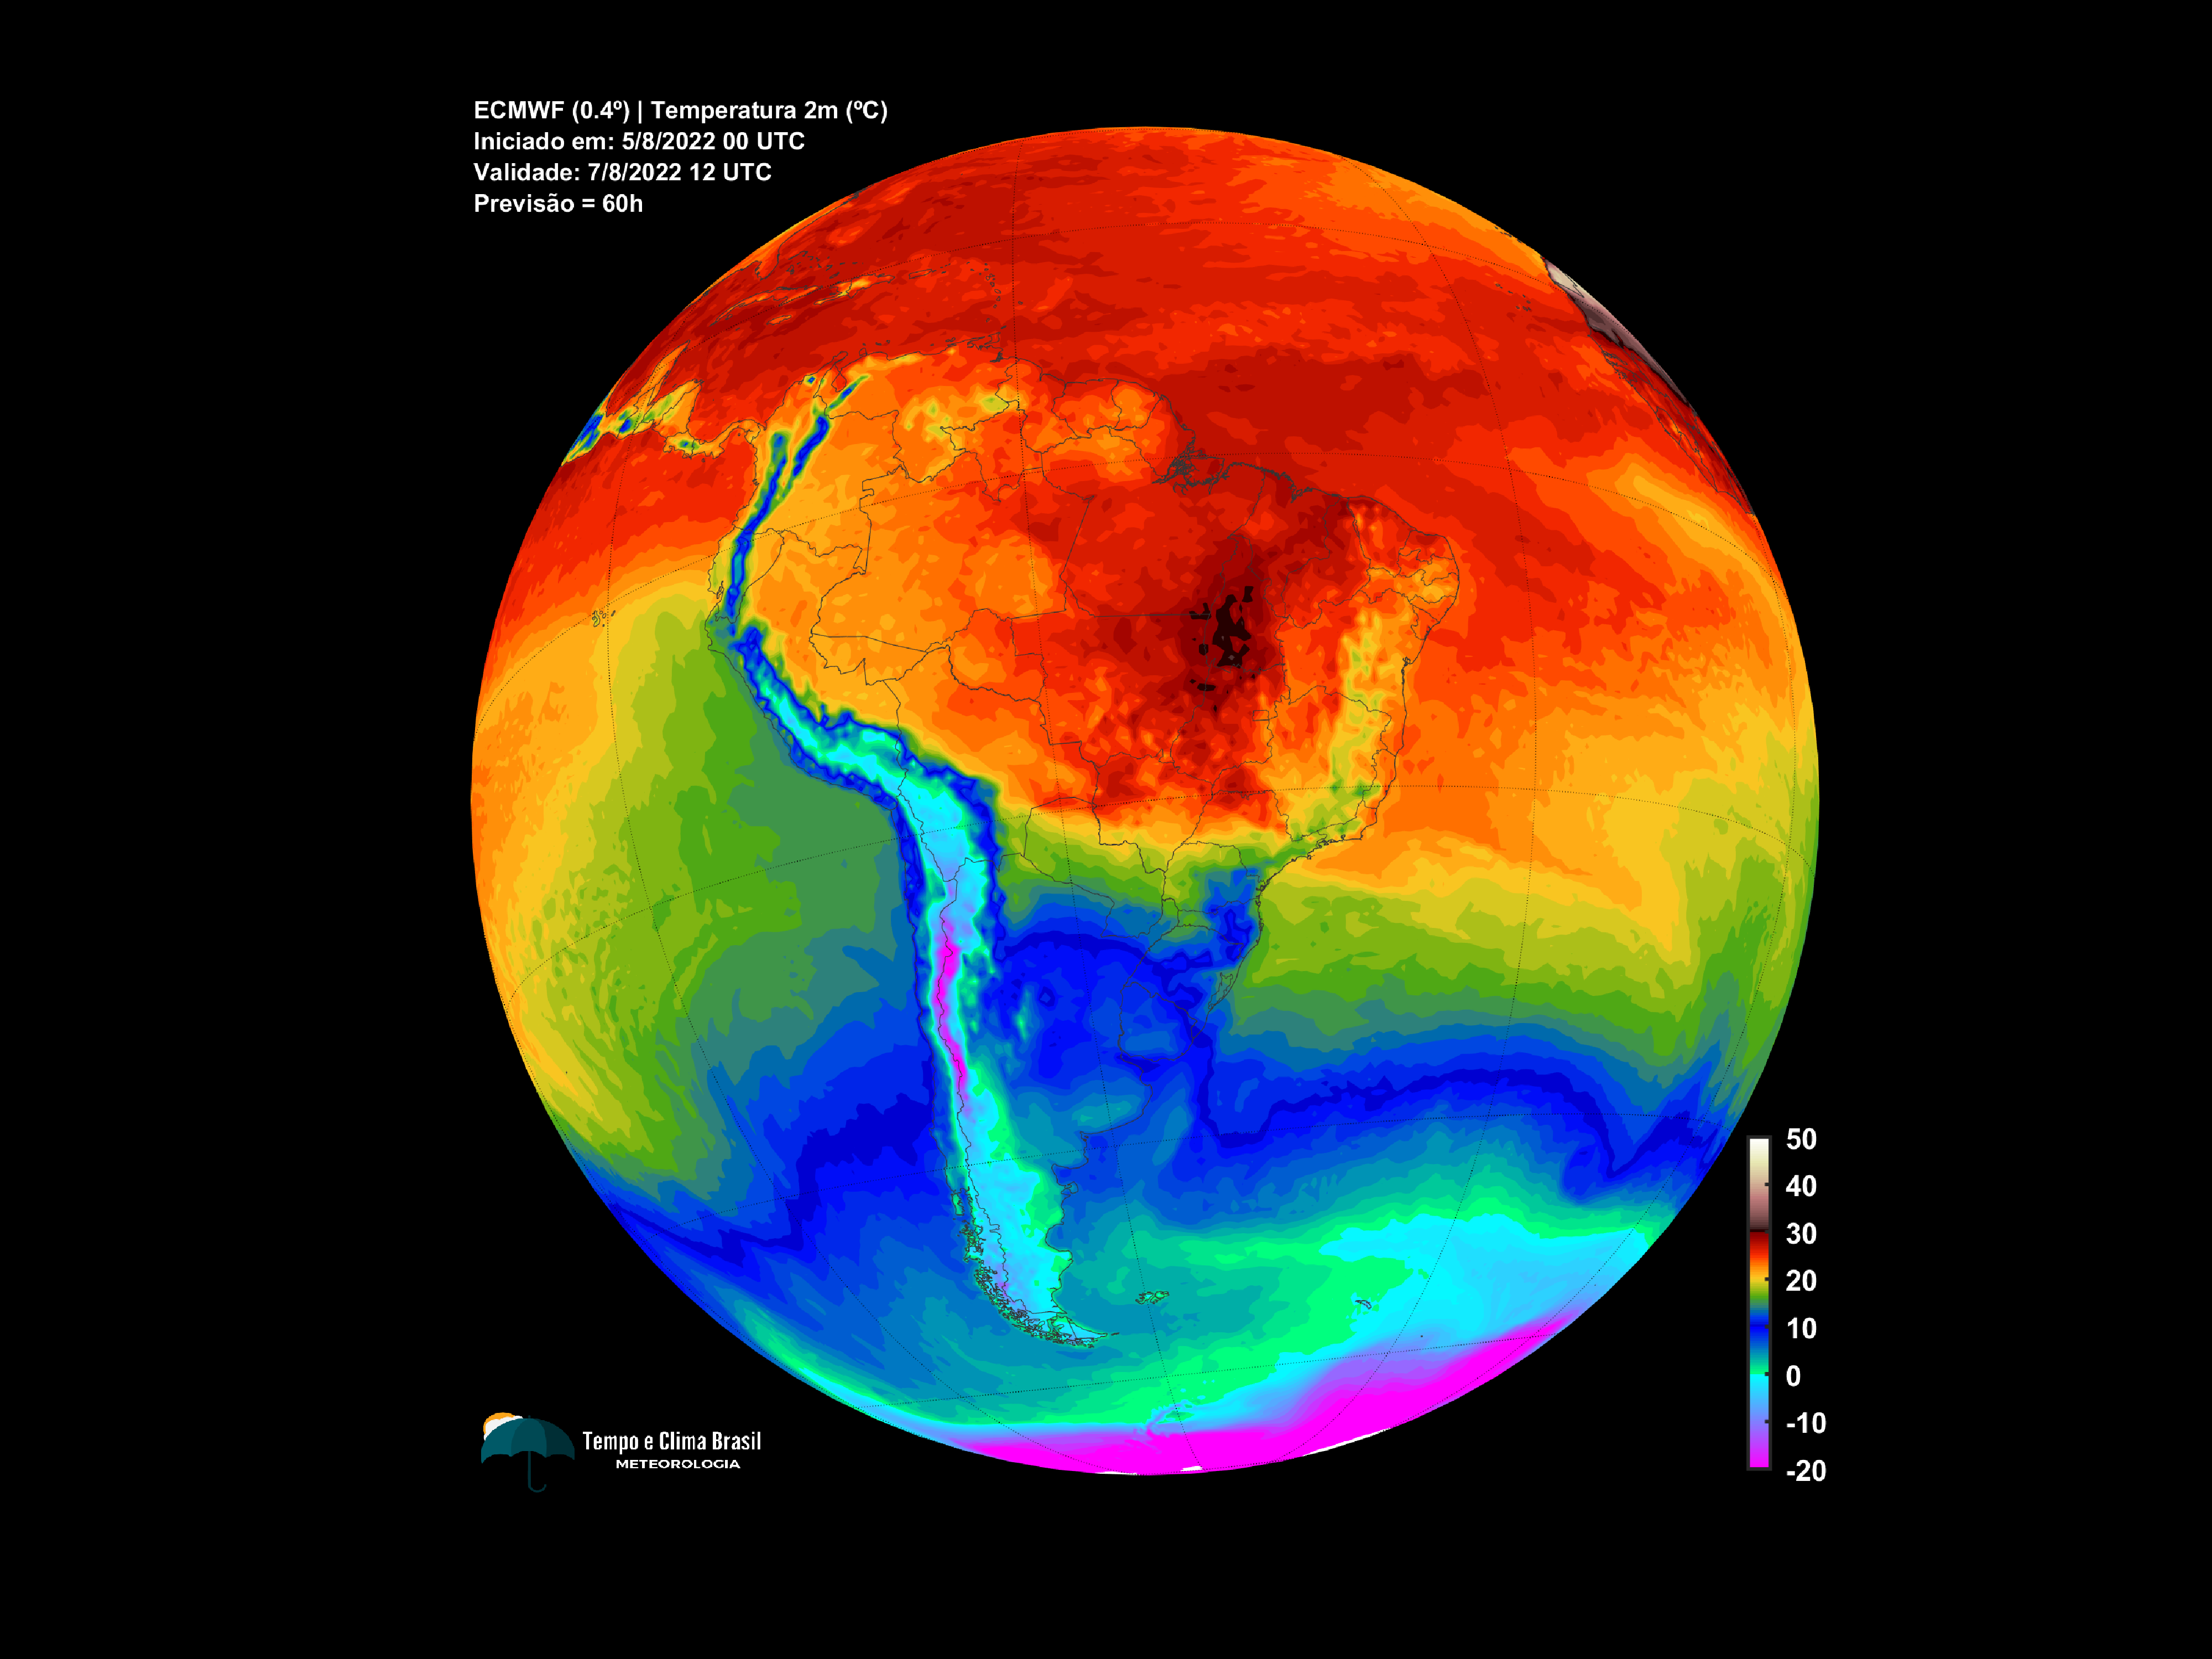 ECMWF (0.4º) | Temperatura 2m (ºC)
Iniciado em: 5/8/2022 00 UTC
Validade: 7/8/2022 12 UTC
Previsão = 60h
50
40
30
20
10
0
-10
-20
Tempo e Clima Brasil
METEOROLOGIA